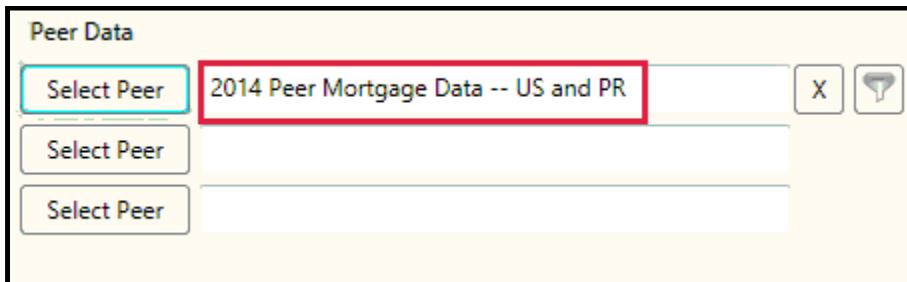 Peer Data
Select Peer 2014 Peer Mortgage Data -- US and PR X
Select Peer
Select Peer